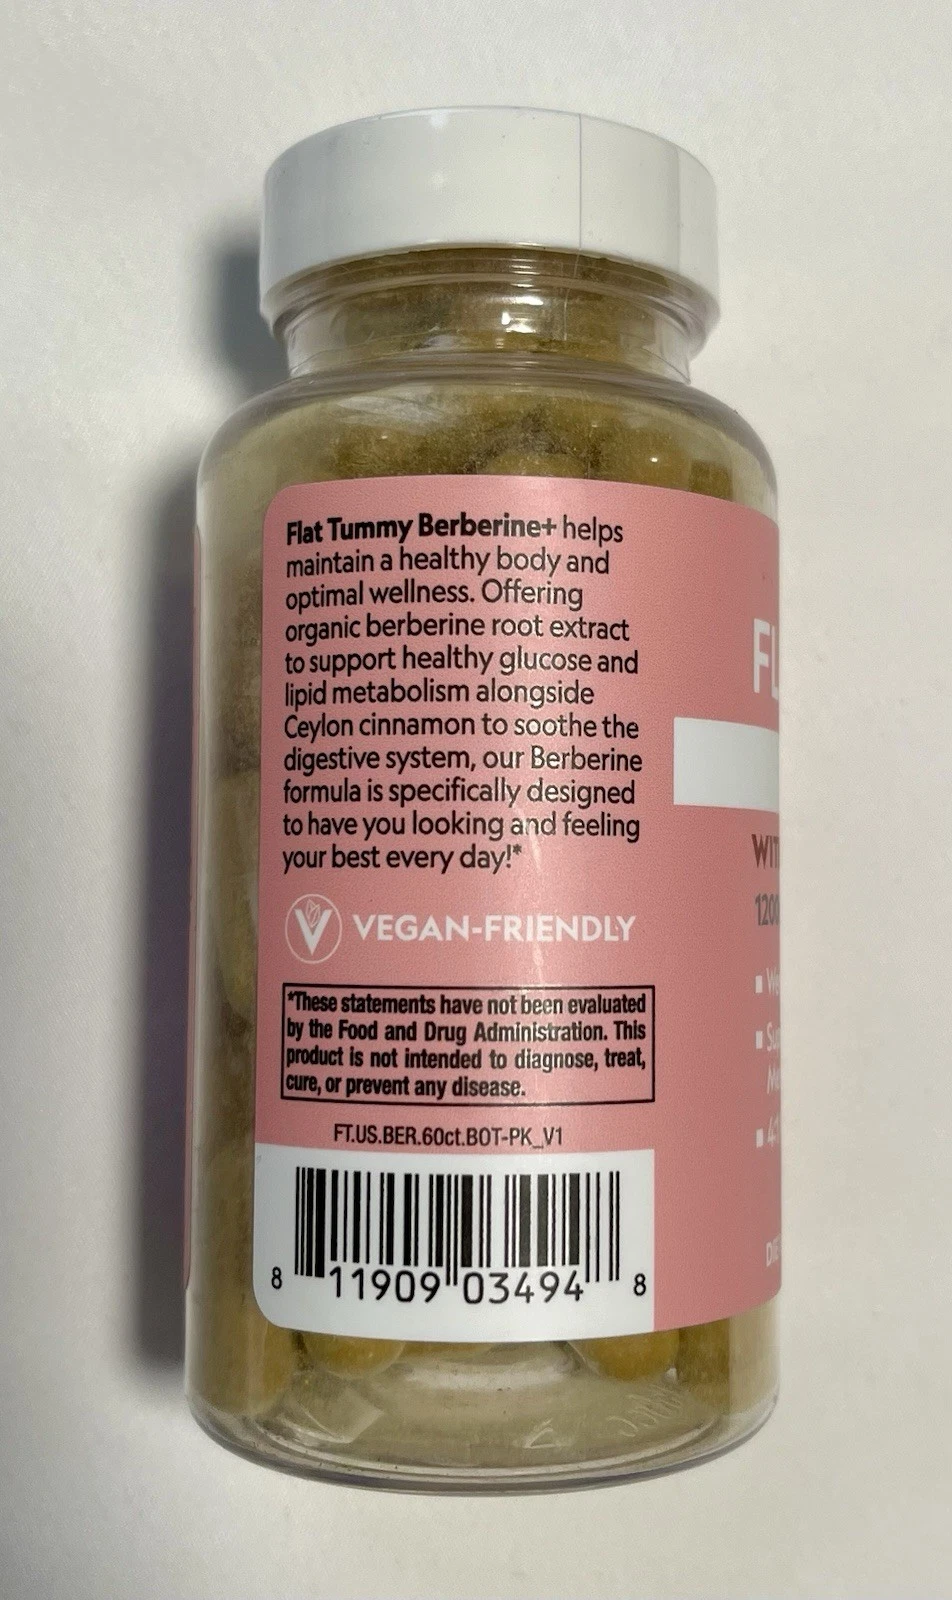 Flat Tummy Berberine+ helps
maintain a healthy body and
optimal wellness. Offering
organic berberine root extract
to support healthy glucose and
lipid metabolism alongside
Ceylon cinnamon to soothe the
digestive system, our Berberine
formula is specifically designed
to have you looking and feeling
your best every day!*
VEGAN-FRIENDLY
*These statements have not been evaluated
by the Food and Drug Administration. This
product is not intended to diagnose, treat,
cure, or prevent any disease.
FT.US.BER.60ct.BOT-PK_V1
8 11909 03494 8
FL
WIT
1200